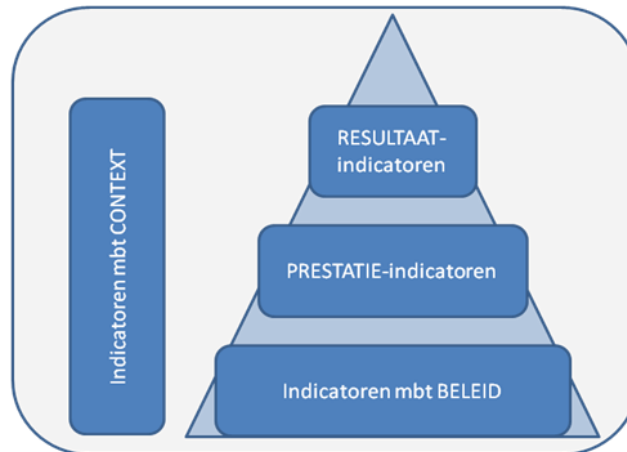 Indicatoren mbt CONTEXT
RESULTAAT-
indicatoren
PRESTATIE-indicatoren
Indicatoren mbt BELEID